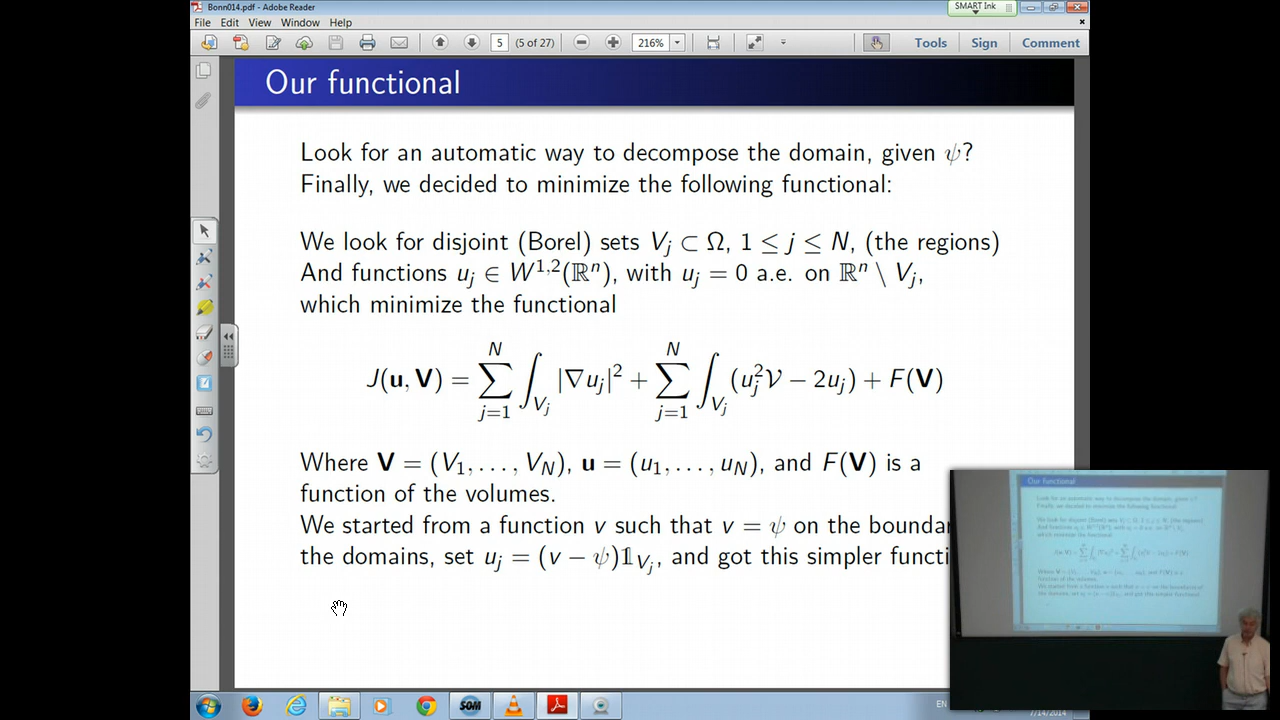 Bonn014.pdf - Adobe Reader
SMART Ink
File Edit View Window Help
5 (5 of 27) 216% Tools Sign Comment
Our functional
Look for an automatic way to decompose the domain, given ψ?
Finally, we decided to minimize the following functional:
We look for disjoint (Borel) sets V_j ⊂ Ω, 1 ≤ j ≤ N, (the regions)
And functions u_j ∈ W^{1,2}(ℝ^n), with u_j = 0 a.e. on ℝ^n \ V_j,
which minimize the functional
J(u, V) = ∑_{j=1}^{N} ∫_{V_j} |∇u_j|^2 + ∑_{j=1}^{N} ∫_{V_j} (u_j^2 𝒱 − 2u_j) + F(V)
Where V = (V_1, . . . , V_N), u = (u_1, . . . , u_N), and F(V) is a
function of the volumes.
We started from a function v such that v = ψ on the boundar
the domains, set u_j = (v − ψ)𝟙_{V_j}, and got this simpler functi
SOM
EN
7/14/2014
Our functional